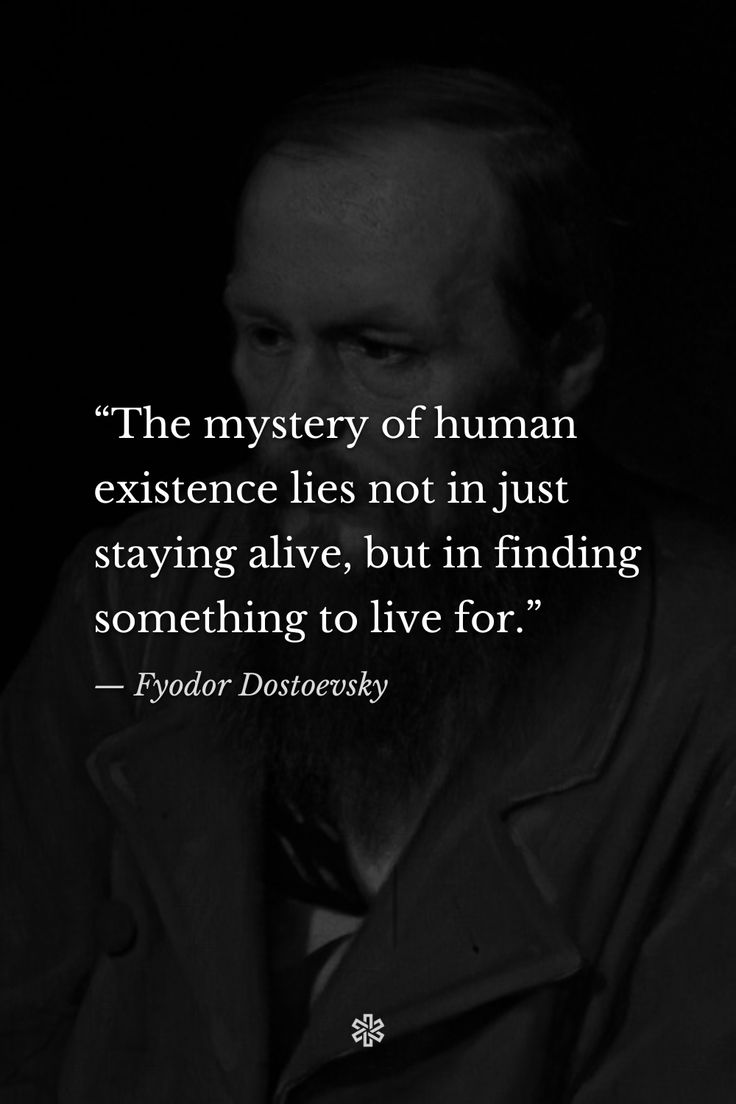 “The mystery of human
existence lies not in just
staying alive, but in finding
something to live for.”
— Fyodor Dostoevsky